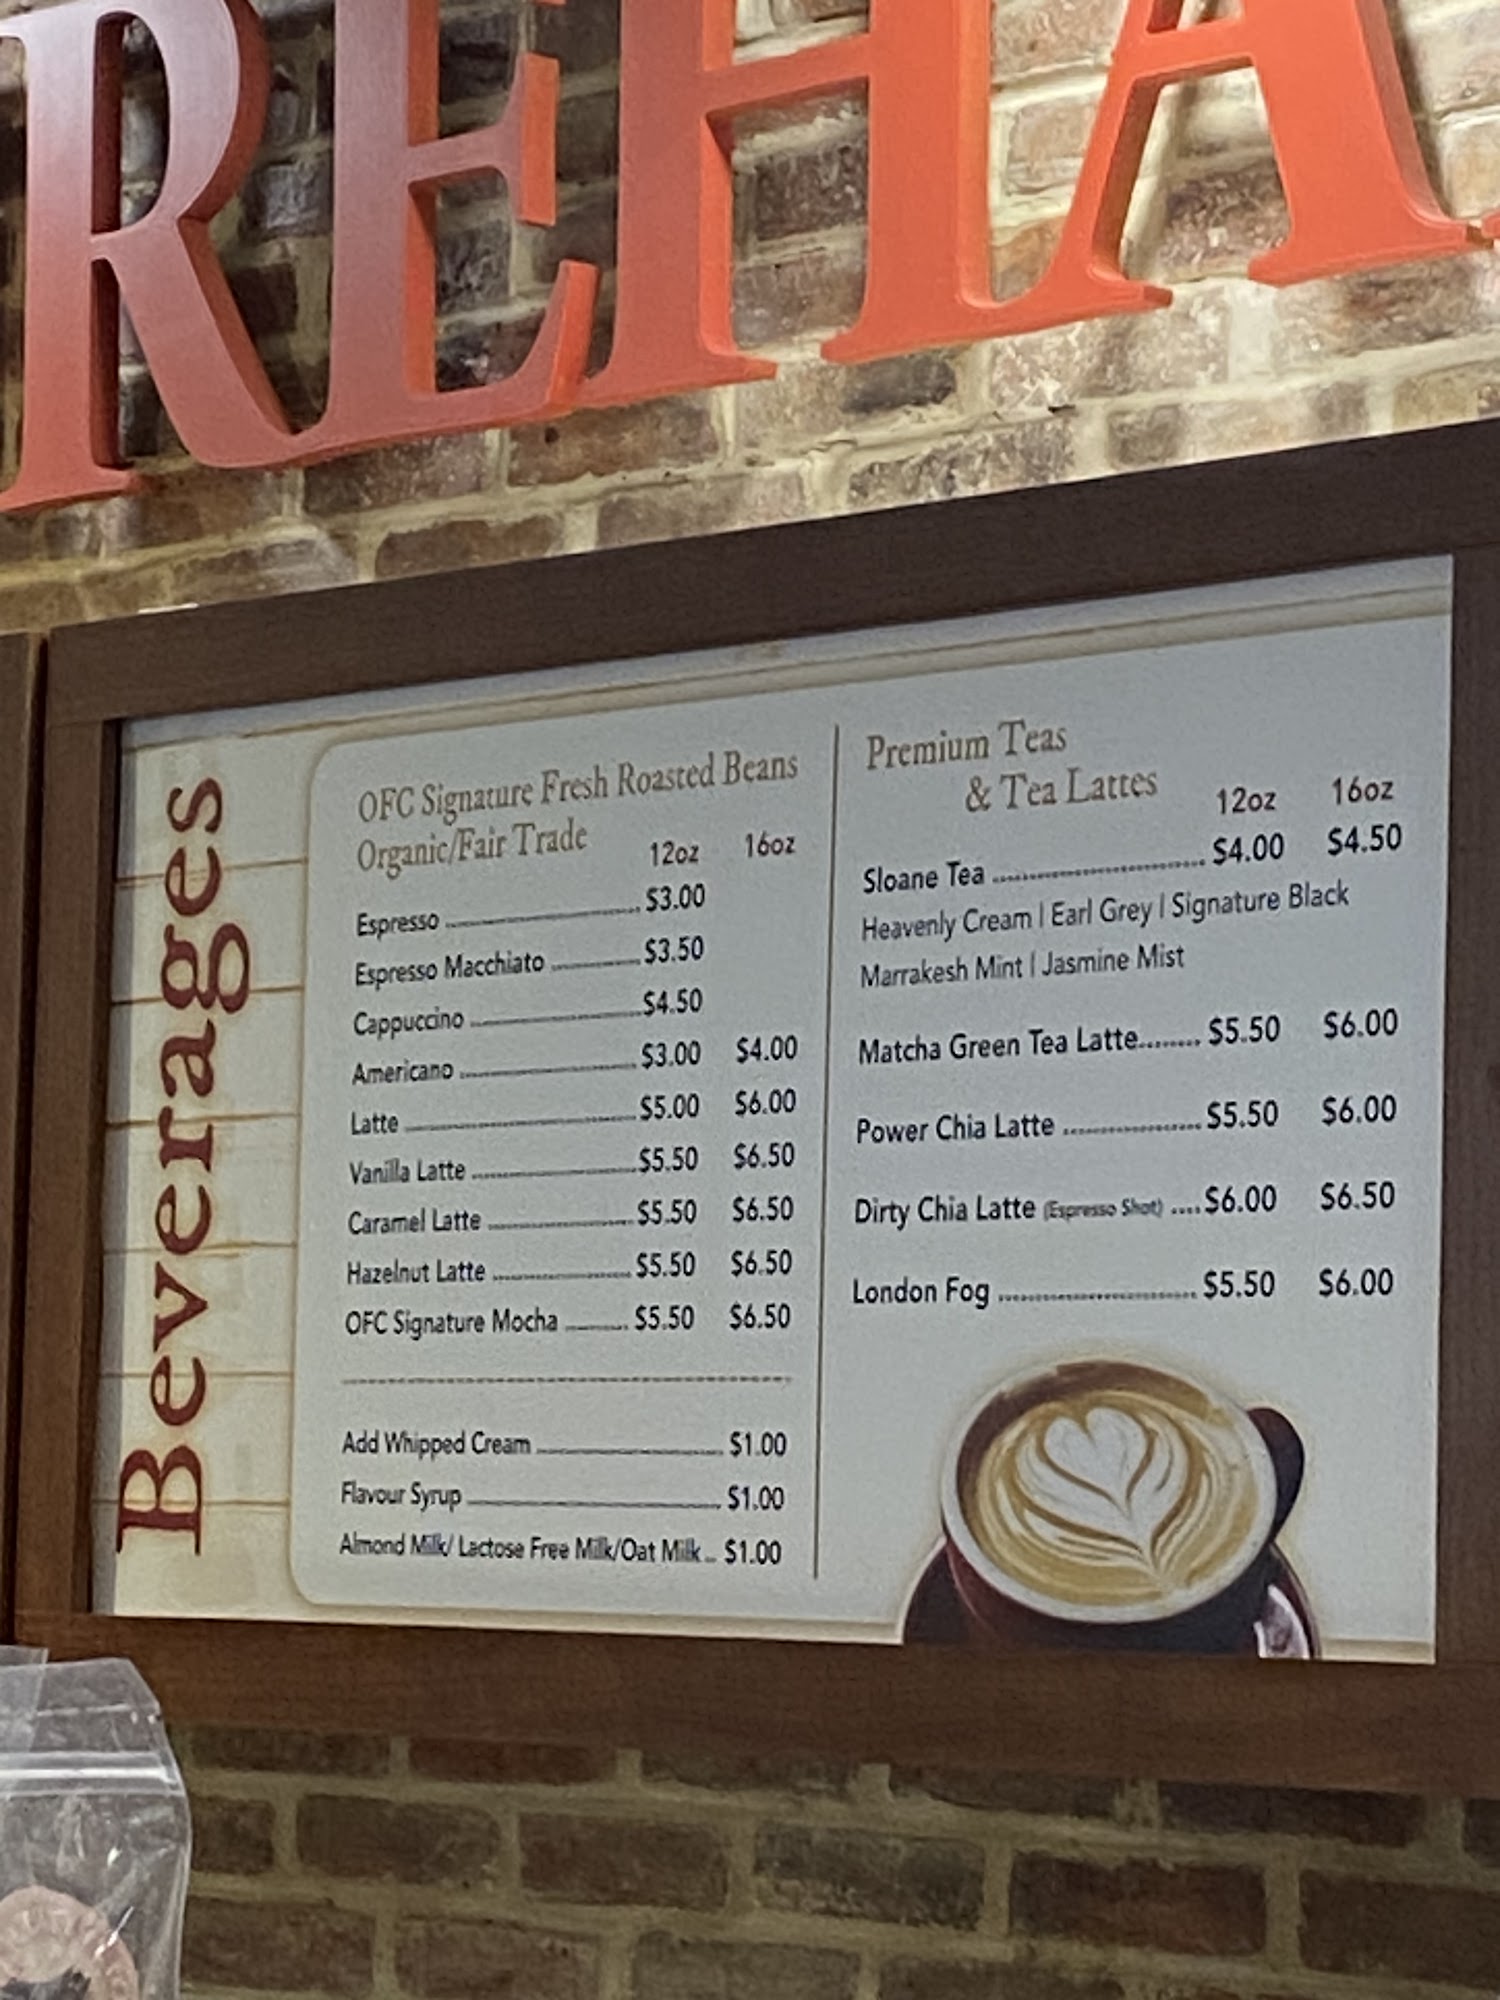 REHA
Beverages
OFC Signature Fresh Roasted Beans
Organic/Fair Trade 12oz 16oz
Espresso $3.00
Espresso Macchiato $3.50
Cappuccino $4.50
Americano $3.00 $4.00
Latte $5.00 $6.00
Vanilla Latte $5.50 $6.50
Caramel Latte $5.50 $6.50
Hazelnut Latte $5.50 $6.50
OFC Signature Mocha $5.50 $6.50
Add Whipped Cream $1.00
Flavour Syrup $1.00
Almond Milk/ Lactose Free Milk/Oat Milk $1.00
Premium Teas
& Tea Lattes 12oz 16oz
Sloane Tea $4.00 $4.50
Heavenly Cream | Earl Grey | Signature Black
Marrakesh Mint | Jasmine Mist
Matcha Green Tea Latte $5.50 $6.00
Power Chia Latte $5.50 $6.00
Dirty Chia Latte (Espresso Shot) $6.00 $6.50
London Fog $5.50 $6.00